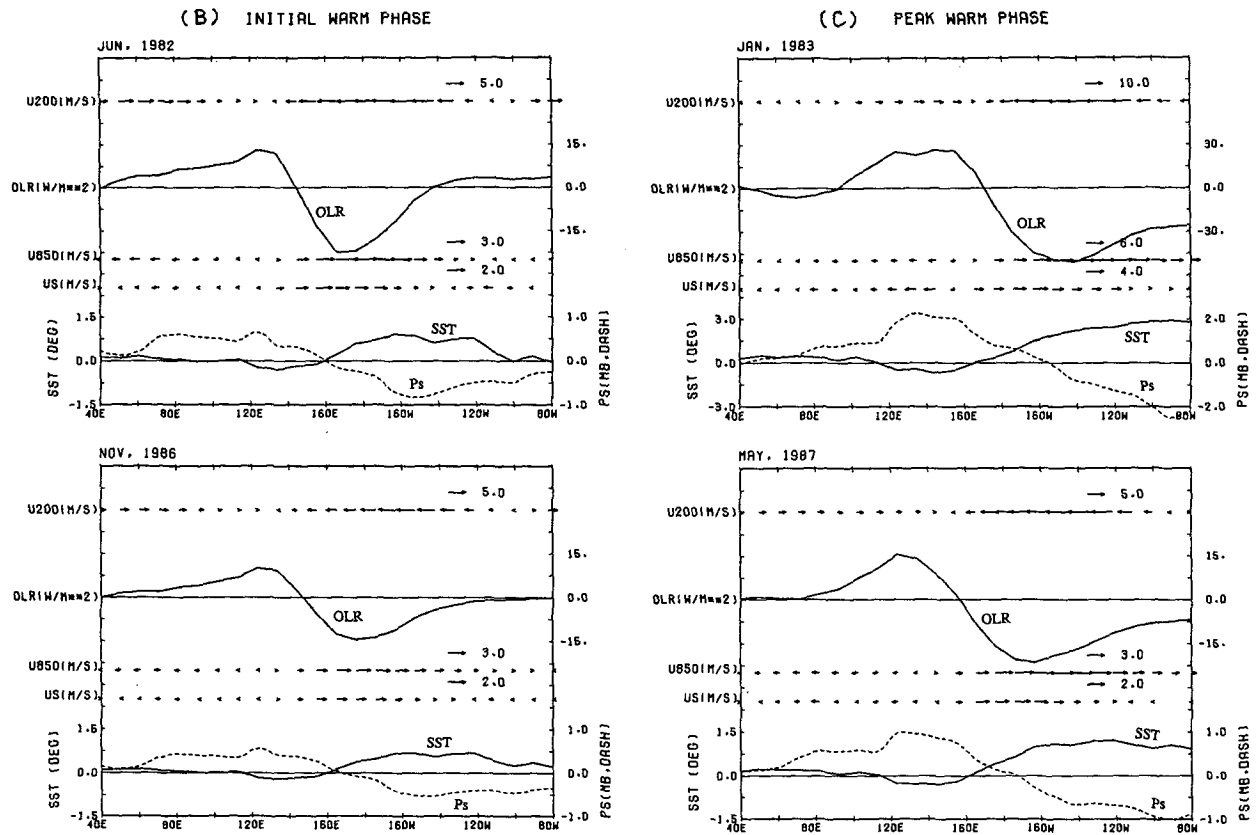 (B) INITIAL WARM PHASE
JUN, 1982
5.0
U200(M/S)
15.
OLR(W/M**2)
0.0
OLR
-15.
3.0
U850(M/S)
2.0
US(M/S)
1.5
1.0
SST
SST (DEG)
0.0
0.0
PS(MB,DASH)
Ps
-1.5
-1.0
40E 80E 120E 160E 160W 120W 80W
(C) PEAK WARM PHASE
JAN, 1983
10.0
U200(M/S)
30.
OLR(W/M**2)
0.0
OLR
-30.
6.0
U850(M/S)
4.0
US(M/S)
3.0
2.0
SST
SST (DEG)
0.0
0.0
PS(MB,DASH)
Ps
-3.0
-2.0
40E 80E 120E 160E 160W 120W 80W
NOV, 1986
5.0
U200(M/S)
15.
OLR(W/M**2)
0.0
OLR
-15.
3.0
U850(M/S)
2.0
US(M/S)
1.5
1.0
SST
SST (DEG)
0.0
0.0
PS(MB,DASH)
Ps
-1.5
-1.0
40E 80E 120E 160E 160W 120W 80W
MAY, 1987
5.0
U200(M/S)
15.
OLR(W/M**2)
0.0
OLR
-15.
3.0
U850(M/S)
2.0
US(M/S)
1.5
1.0
SST
SST (DEG)
0.0
0.0
PS(MB,DASH)
Ps
-1.5
-1.0
40E 80E 120E 160E 160W 120W 80W